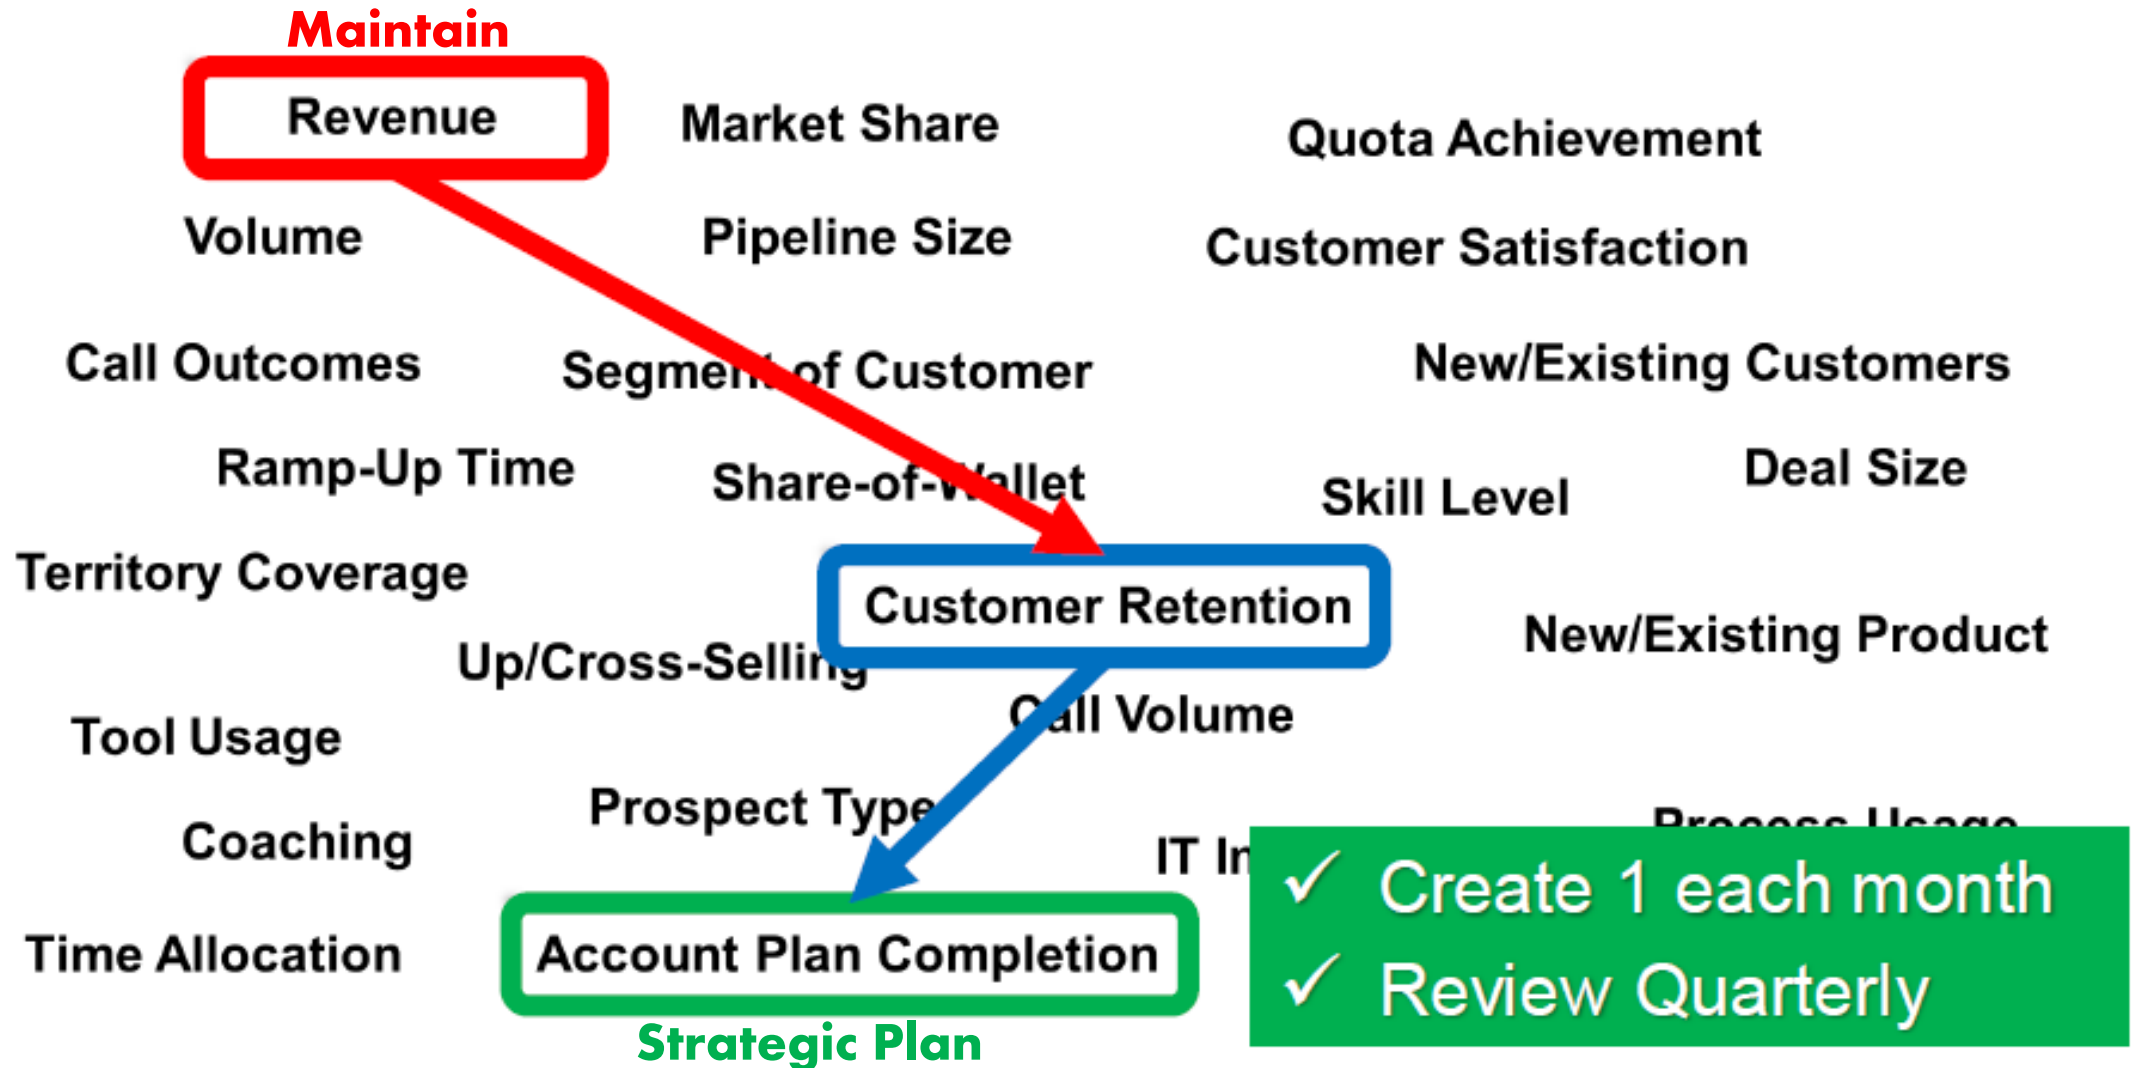 Maintain
Revenue
Market Share
Quota Achievement
Volume
Pipeline Size
Customer Satisfaction
Call Outcomes
Segment of Customer
New/Existing Customers
Ramp-Up Time
Share-of-Wallet
Skill Level
Deal Size
Territory Coverage
Customer Retention
New/Existing Product
Up/Cross-Selling
Call Volume
Tool Usage
Prospect Type
Process Usage
Coaching
IT
✓ Create 1 each month
✓ Review Quarterly
Time Allocation
Account Plan Completion
Strategic Plan